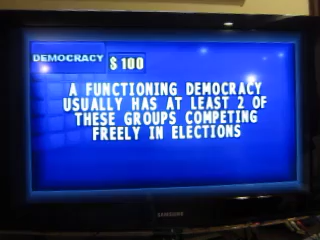 DEMOCRACY $100
A FUNCTIONING DEMOCRACY
USUALLY HAS AT LEAST 2 OF
THESE GROUPS COMPETING
FREELY IN ELECTIONS
SAMSUNG